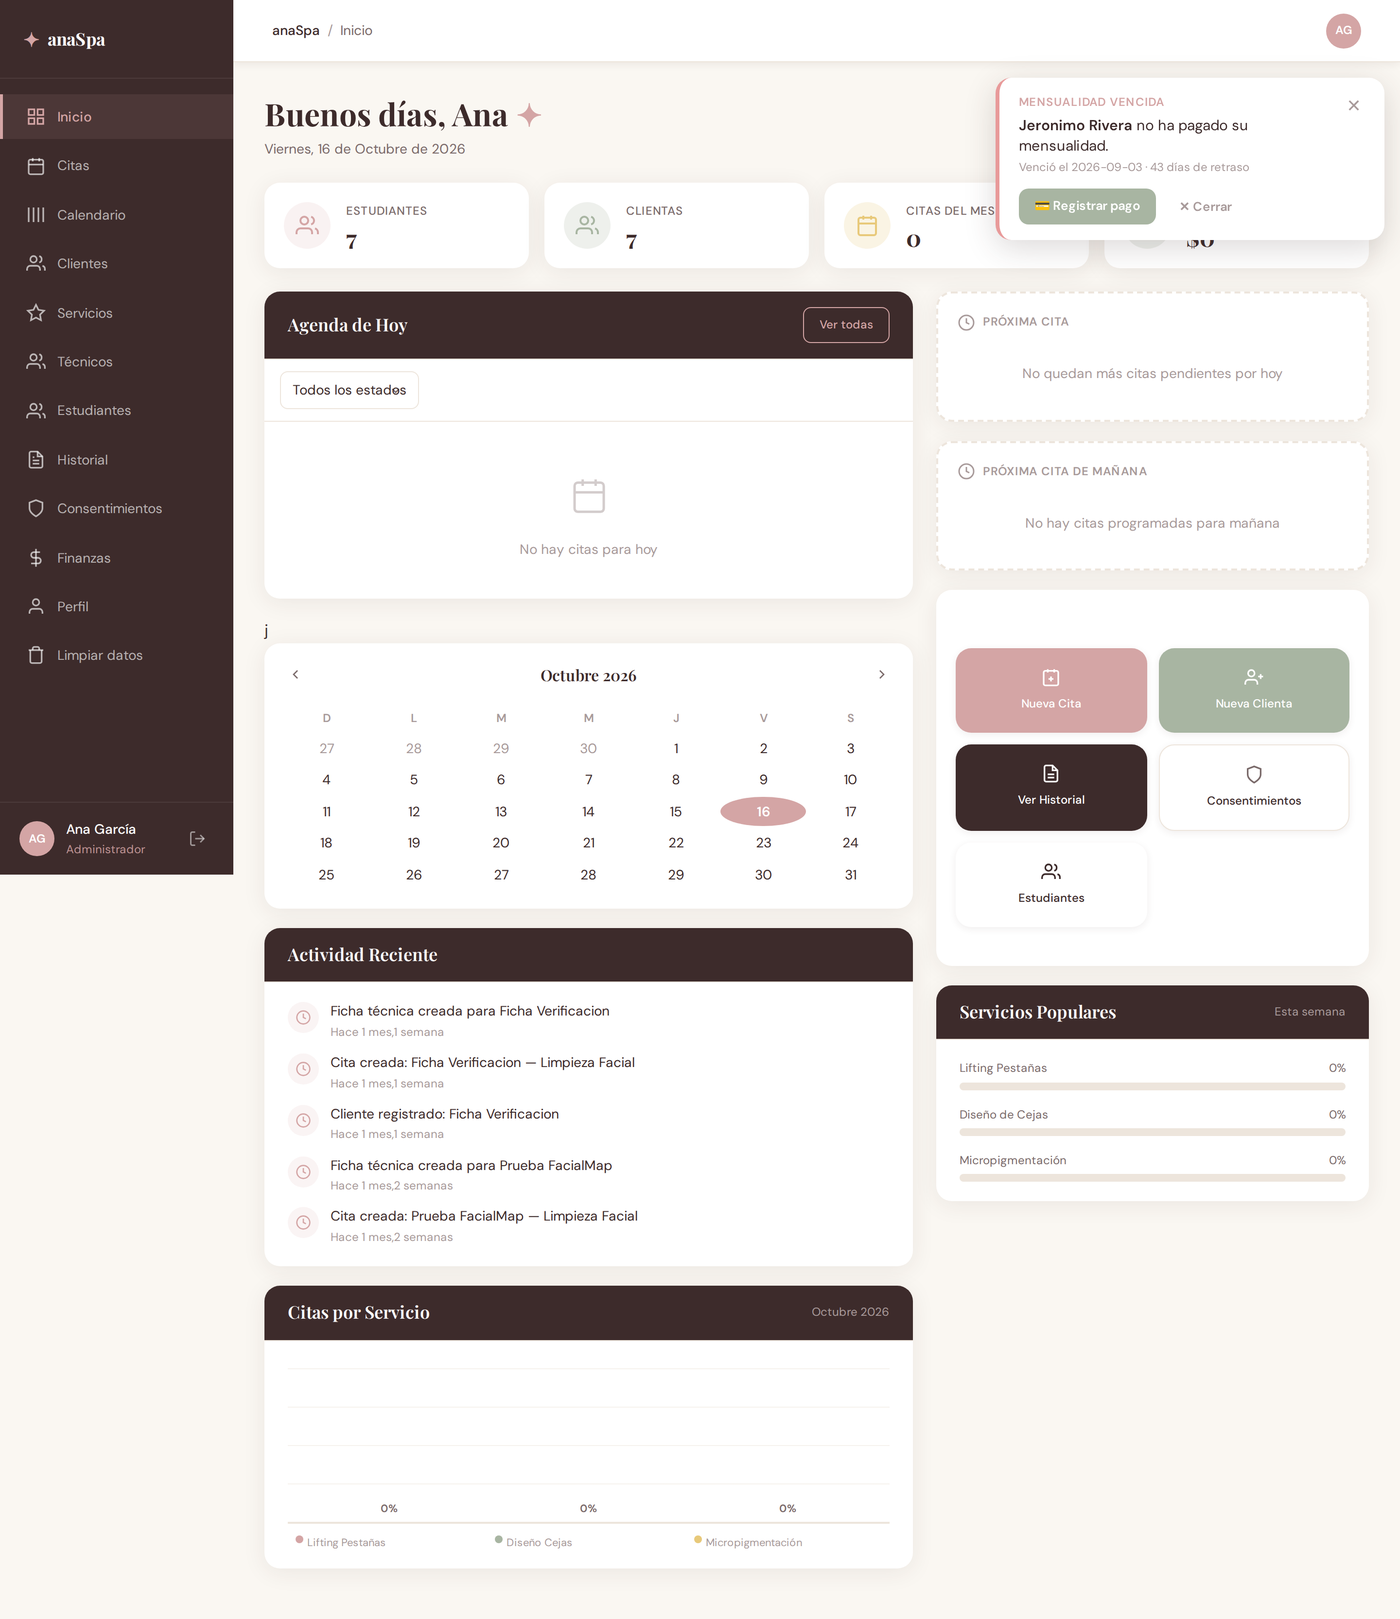 anaSpa
Inicio
Citas
Calendario
Clientes
Servicios
Técnicos
Estudiantes
Historial
Consentimientos
Finanzas
Perfil
Limpiar datos
AG
Ana García
Administrador
anaSpa / Inicio
AG
Buenos días, Ana
Viernes, 16 de Octubre de 2026
MENSUALIDAD VENCIDA
Jeronimo Rivera no ha pagado su
mensualidad.
Venció el 2026-09-03 · 43 días de retraso
💳 Registrar pago
✕ Cerrar
ESTUDIANTES
7
CLIENTAS
7
CITAS DEL MES
0
$0
Agenda de Hoy
Ver todas
Todos los estados
No hay citas para hoy
j
Octubre 2026
D L M M J V S
27 28 29 30 1 2 3
4 5 6 7 8 9 10
11 12 13 14 15 16 17
18 19 20 21 22 23 24
25 26 27 28 29 30 31
Actividad Reciente
Ficha técnica creada para Ficha Verificacion
Hace 1 mes,1 semana
Cita creada: Ficha Verificacion — Limpieza Facial
Hace 1 mes,1 semana
Cliente registrado: Ficha Verificacion
Hace 1 mes,1 semana
Ficha técnica creada para Prueba FacialMap
Hace 1 mes,2 semanas
Cita creada: Prueba FacialMap — Limpieza Facial
Hace 1 mes,2 semanas
Citas por Servicio
Octubre 2026
0% 0% 0%
Lifting Pestañas
Diseño Cejas
Micropigmentación
PRÓXIMA CITA
No quedan más citas pendientes por hoy
PRÓXIMA CITA DE MAÑANA
No hay citas programadas para mañana
Nueva Cita
Nueva Clienta
Ver Historial
Consentimientos
Estudiantes
Servicios Populares
Esta semana
Lifting Pestañas 0%
Diseño de Cejas 0%
Micropigmentación 0%